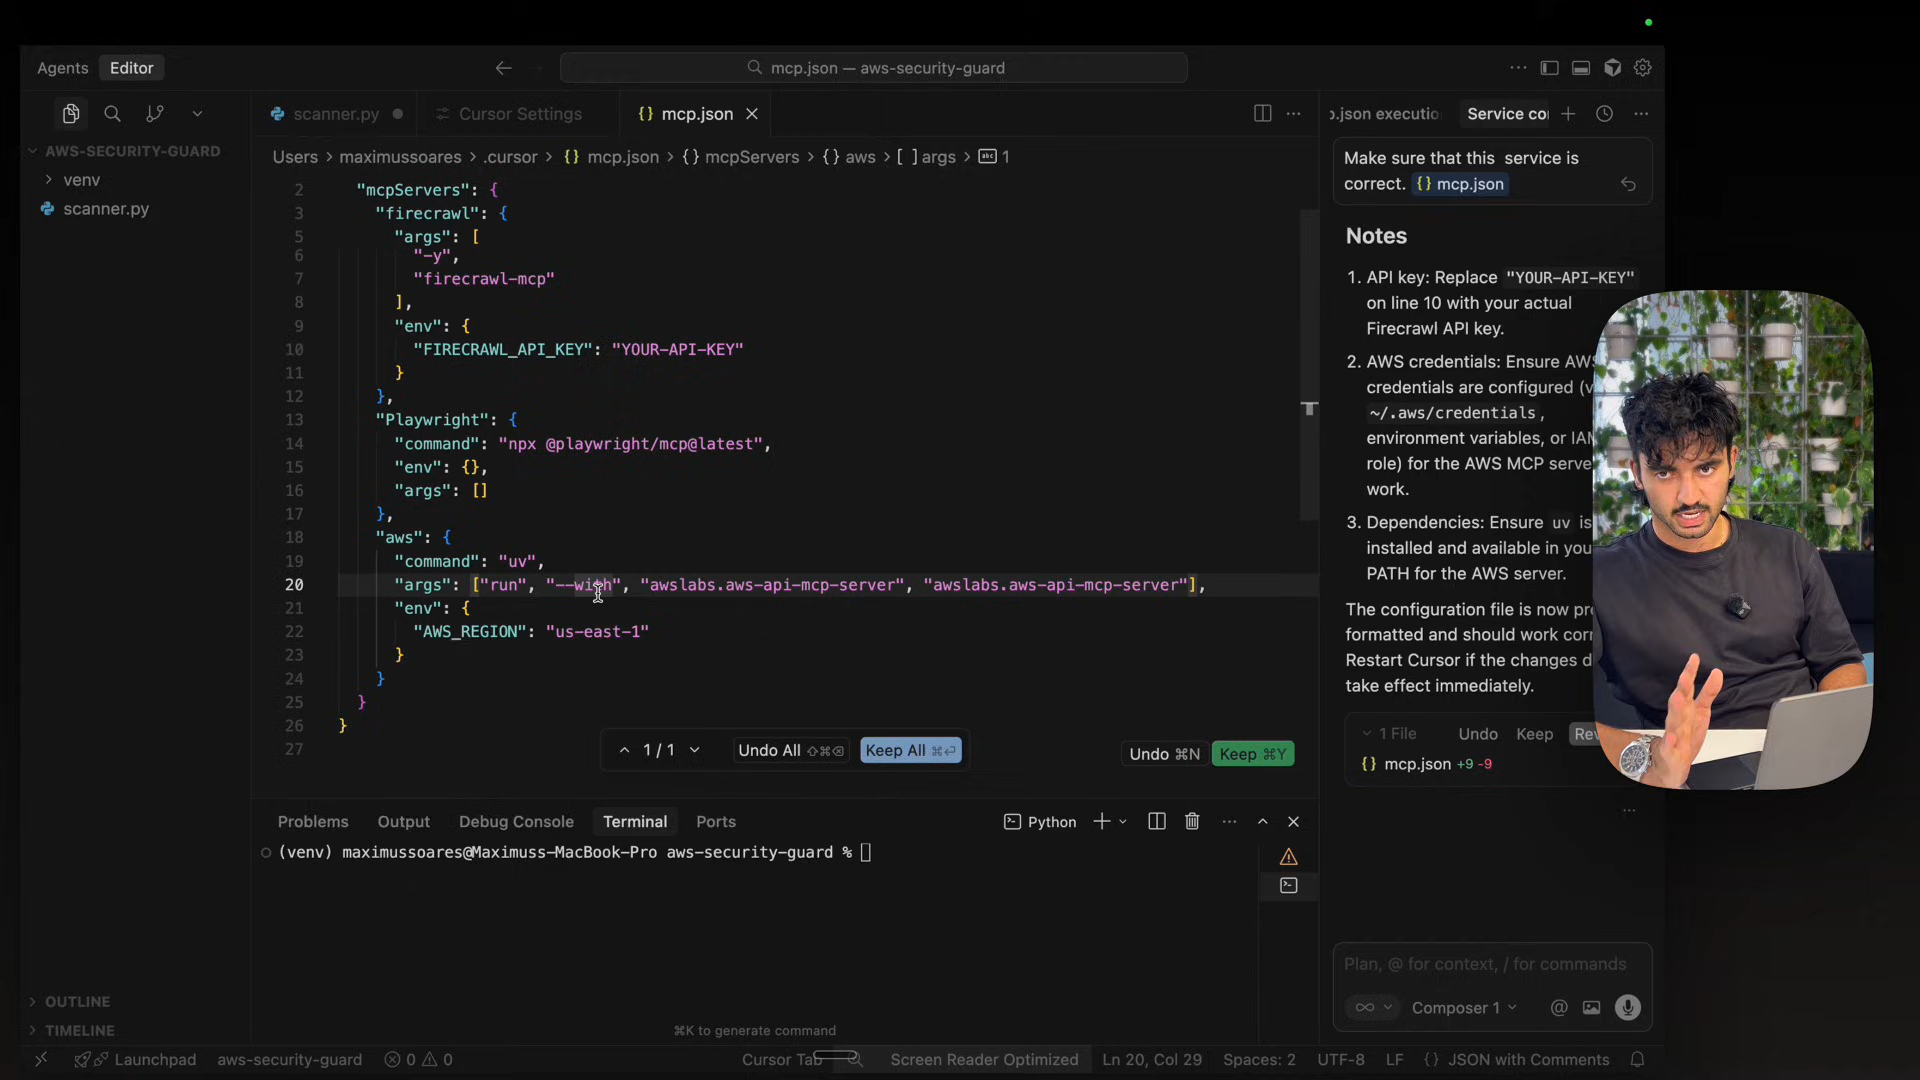 Agents Editor
mcp.json — aws-security-guard
scanner.py
Cursor Settings
mcp.json
Service co
AWS-SECURITY-GUARD
venv
scanner.py
Users > maximussoares > .cursor > {} mcp.json > {} mcpServers > {} aws > [ ] args > abc 1
2 "mcpServers": {
3 "firecrawl": {
5 "args": [
6 "-y",
7 "firecrawl-mcp"
8 ],
9 "env": {
10 "FIRECRAWL_API_KEY": "YOUR-API-KEY"
11 }
12 },
13 "Playwright": {
14 "command": "npx @playwright/mcp@latest",
15 "env": {},
16 "args": []
17 },
18 "aws": {
19 "command": "uv",
20 "args": ["run", "--with", "awslabs.aws-api-mcp-server", "awslabs.aws-api-mcp-server"],
21 "env": {
22 "AWS_REGION": "us-east-1"
23 }
24 }
25 }
26 }
27
1 / 1 Undo All ⇧⌘⌫ Keep All ⌘⏎
Undo ⌘N Keep ⌘Y
Make sure that this service is
correct. {} mcp.json
Notes
1. API key: Replace "YOUR-API-KEY"
on line 10 with your actual
Firecrawl API key.
2. AWS credentials: Ensure AWS
credentials are configured (v
~/.aws/credentials ,
environment variables, or IAM
role) for the AWS MCP serve
work.
3. Dependencies: Ensure uv is
installed and available in you
PATH for the AWS server.
The configuration file is now pr
formatted and should work cor
Restart Cursor if the changes d
take effect immediately.
1 File Undo Keep Re
{} mcp.json +9 -9
Problems Output Debug Console Terminal Ports
Python
(venv) maximussoares@Maximuss-MacBook-Pro aws-security-guard %
⌘K to generate command
Plan, @ for context, / for commands
Composer 1
OUTLINE
TIMELINE
Launchpad aws-security-guard 0 0
Cursor Tab Screen Reader Optimized Ln 20, Col 29 Spaces: 2 UTF-8 LF {} JSON with Comments